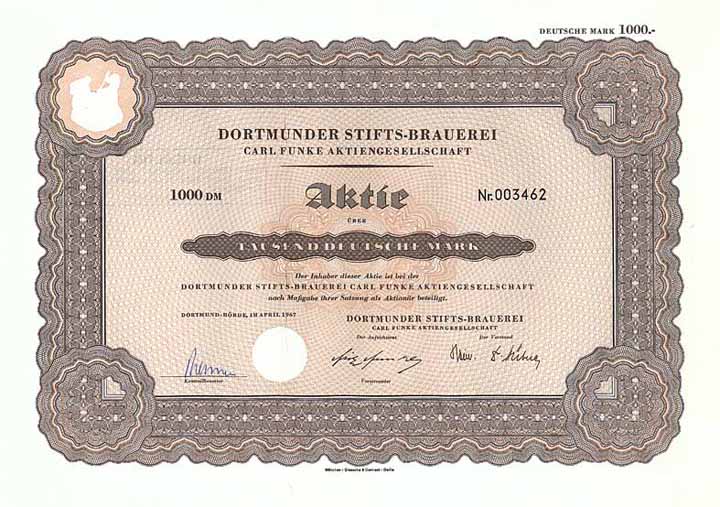 DEUTSCHE MARK 1000.-
DORTMUNDER STIFTS-BRAUEREI
CARL FUNKE AKTIENGESELLSCHAFT
1000 DM Aktie Nr. 003462
ÜBER
TAUSEND DEUTSCHE MARK
Der Inhaber dieser Aktie ist bei der
DORTMUNDER STIFTS-BRAUEREI CARL FUNKE AKTIENGESELLSCHAFT
nach Maßgabe ihrer Satzung als Aktionär beteiligt.
DORTMUND-HÖRDE, IM APRIL 1967
DORTMUNDER STIFTS-BRAUEREI
CARL FUNKE AKTIENGESELLSCHAFT
Der Aufsichtsrat Der Vorstand
Kontrollbeamter Vorsitzender